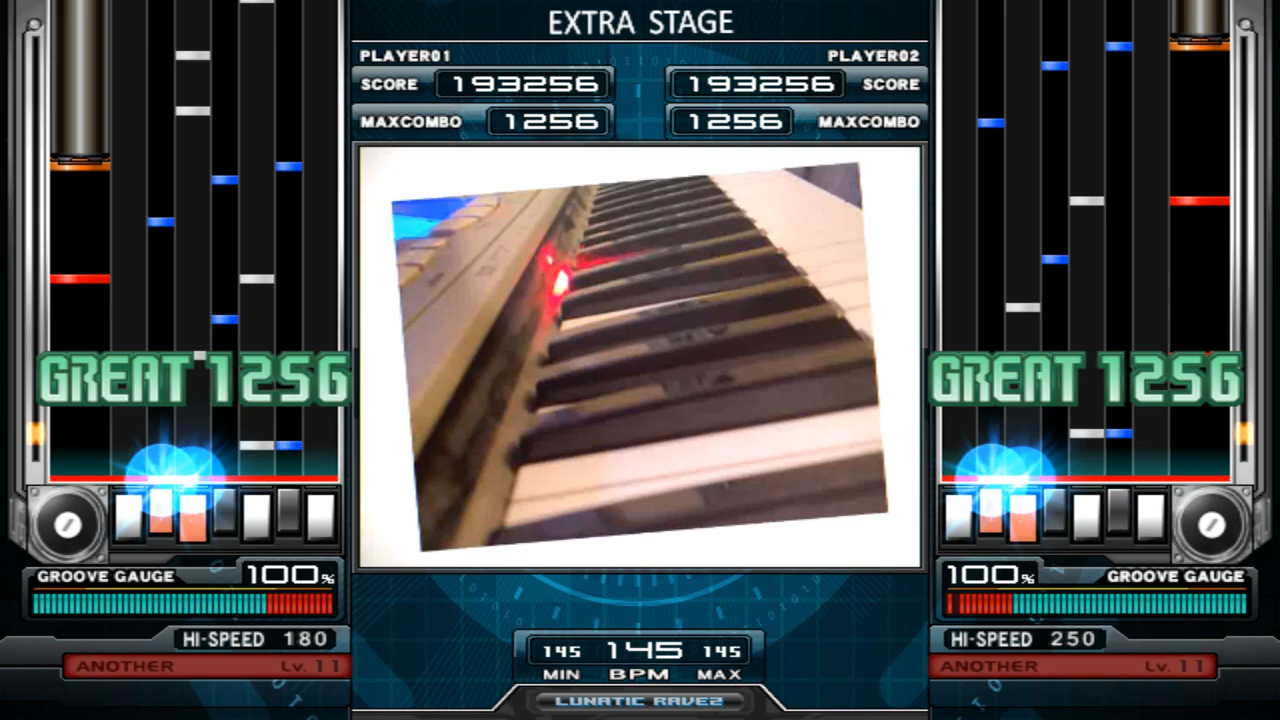 EXTRA STAGE
PLAYER01 PLAYER02
SCORE 193256 193256 SCORE
MAXCOMBO 1256 1256 MAXCOMBO
GREAT 1256 GREAT 1256
GROOVE GAUGE 100% 100% GROOVE GAUGE
HI-SPEED 180 HI-SPEED 250
145 145 145
ANOTHER Lv. 11 MIN BPM MAX ANOTHER Lv. 11
LUNATIC RAVE2